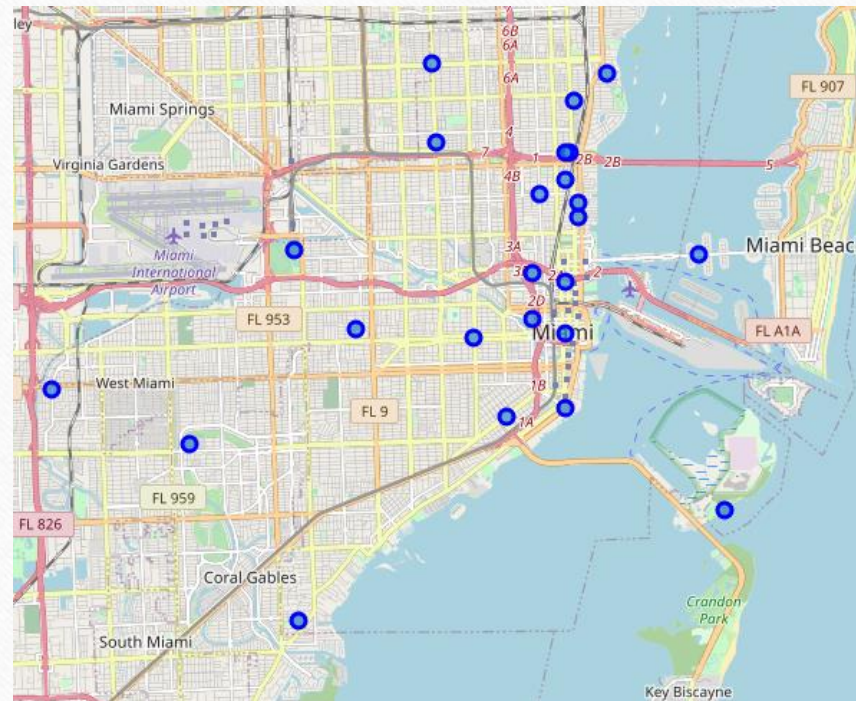 ley
6B
6A
6A
FL 907
Miami Springs
4
7
1
2B
2B
5
Virginia Gardens
4B
Miami
International
Airport
3A
Miami Beac
2
2D
FL 953
Miami
FL A1A
West Miami
1B
FL 9
1A
FL 959
FL 826
Coral Gables
Crandon
Park
South Miami
Key Biscayne